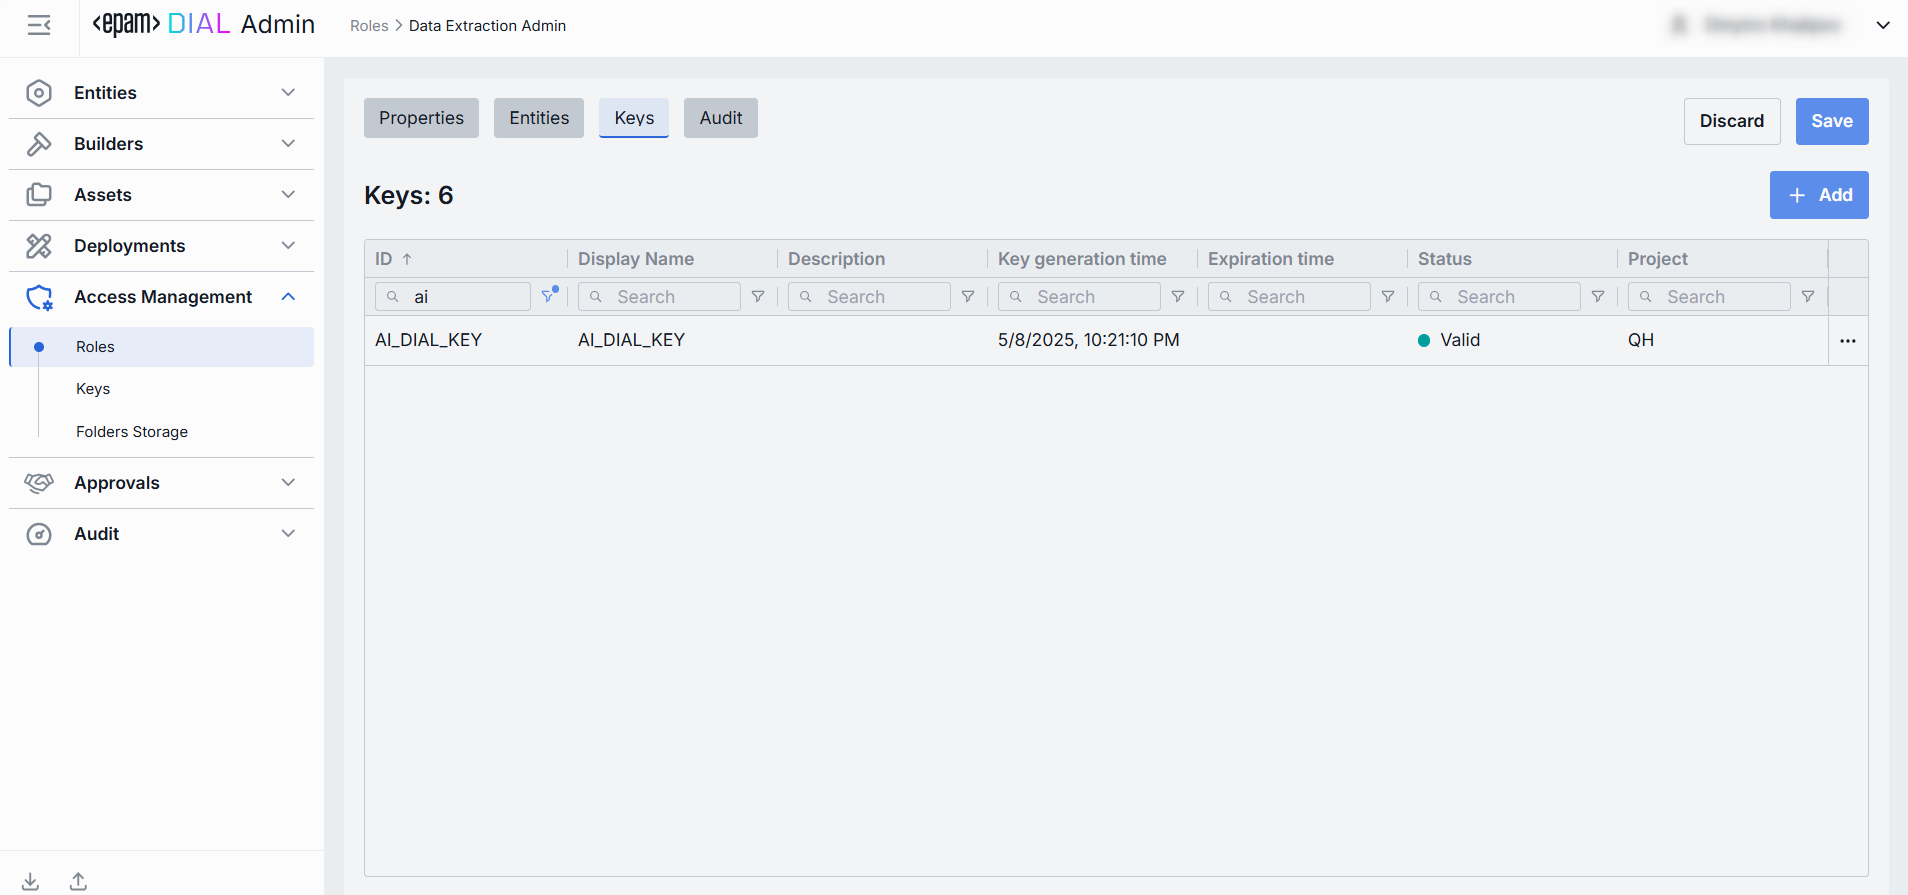 <epam> DIAL Admin
Roles > Data Extraction Admin
Entities
Builders
Assets
Deployments
Access Management
Roles
Keys
Folders Storage
Approvals
Audit
Properties
Entities
Keys
Audit
Discard
Save
Keys: 6
+ Add
ID ↑ Display Name Description Key generation time Expiration time Status Project
ai Search Search Search Search Search Search
AI_DIAL_KEY AI_DIAL_KEY 5/8/2025, 10:21:10 PM Valid QH